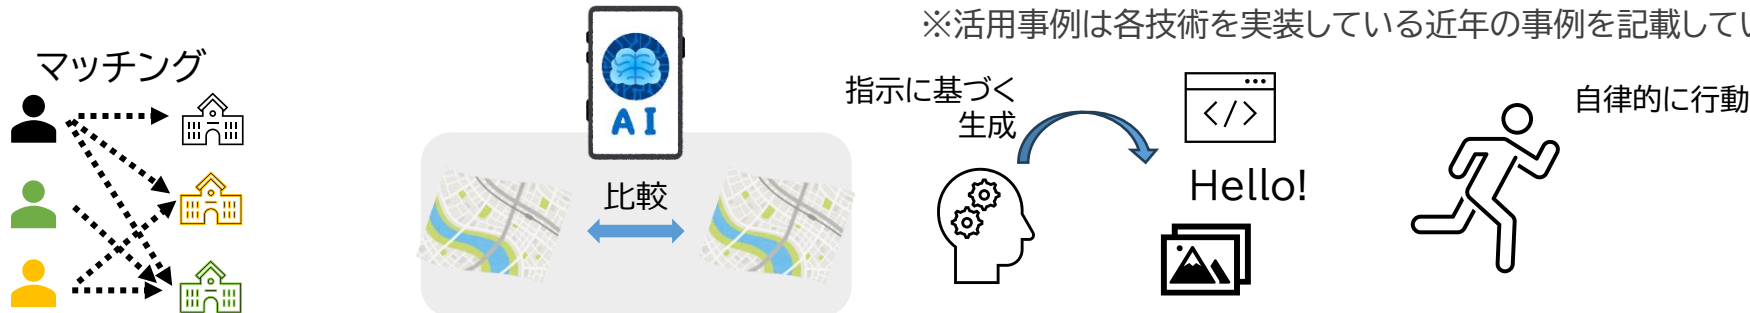 ※活用事例は各技術を実装している近年の事例を記載してい
マッチング
AI
比較
指示に基づく
生成
</>
Hello!
自律的に行動